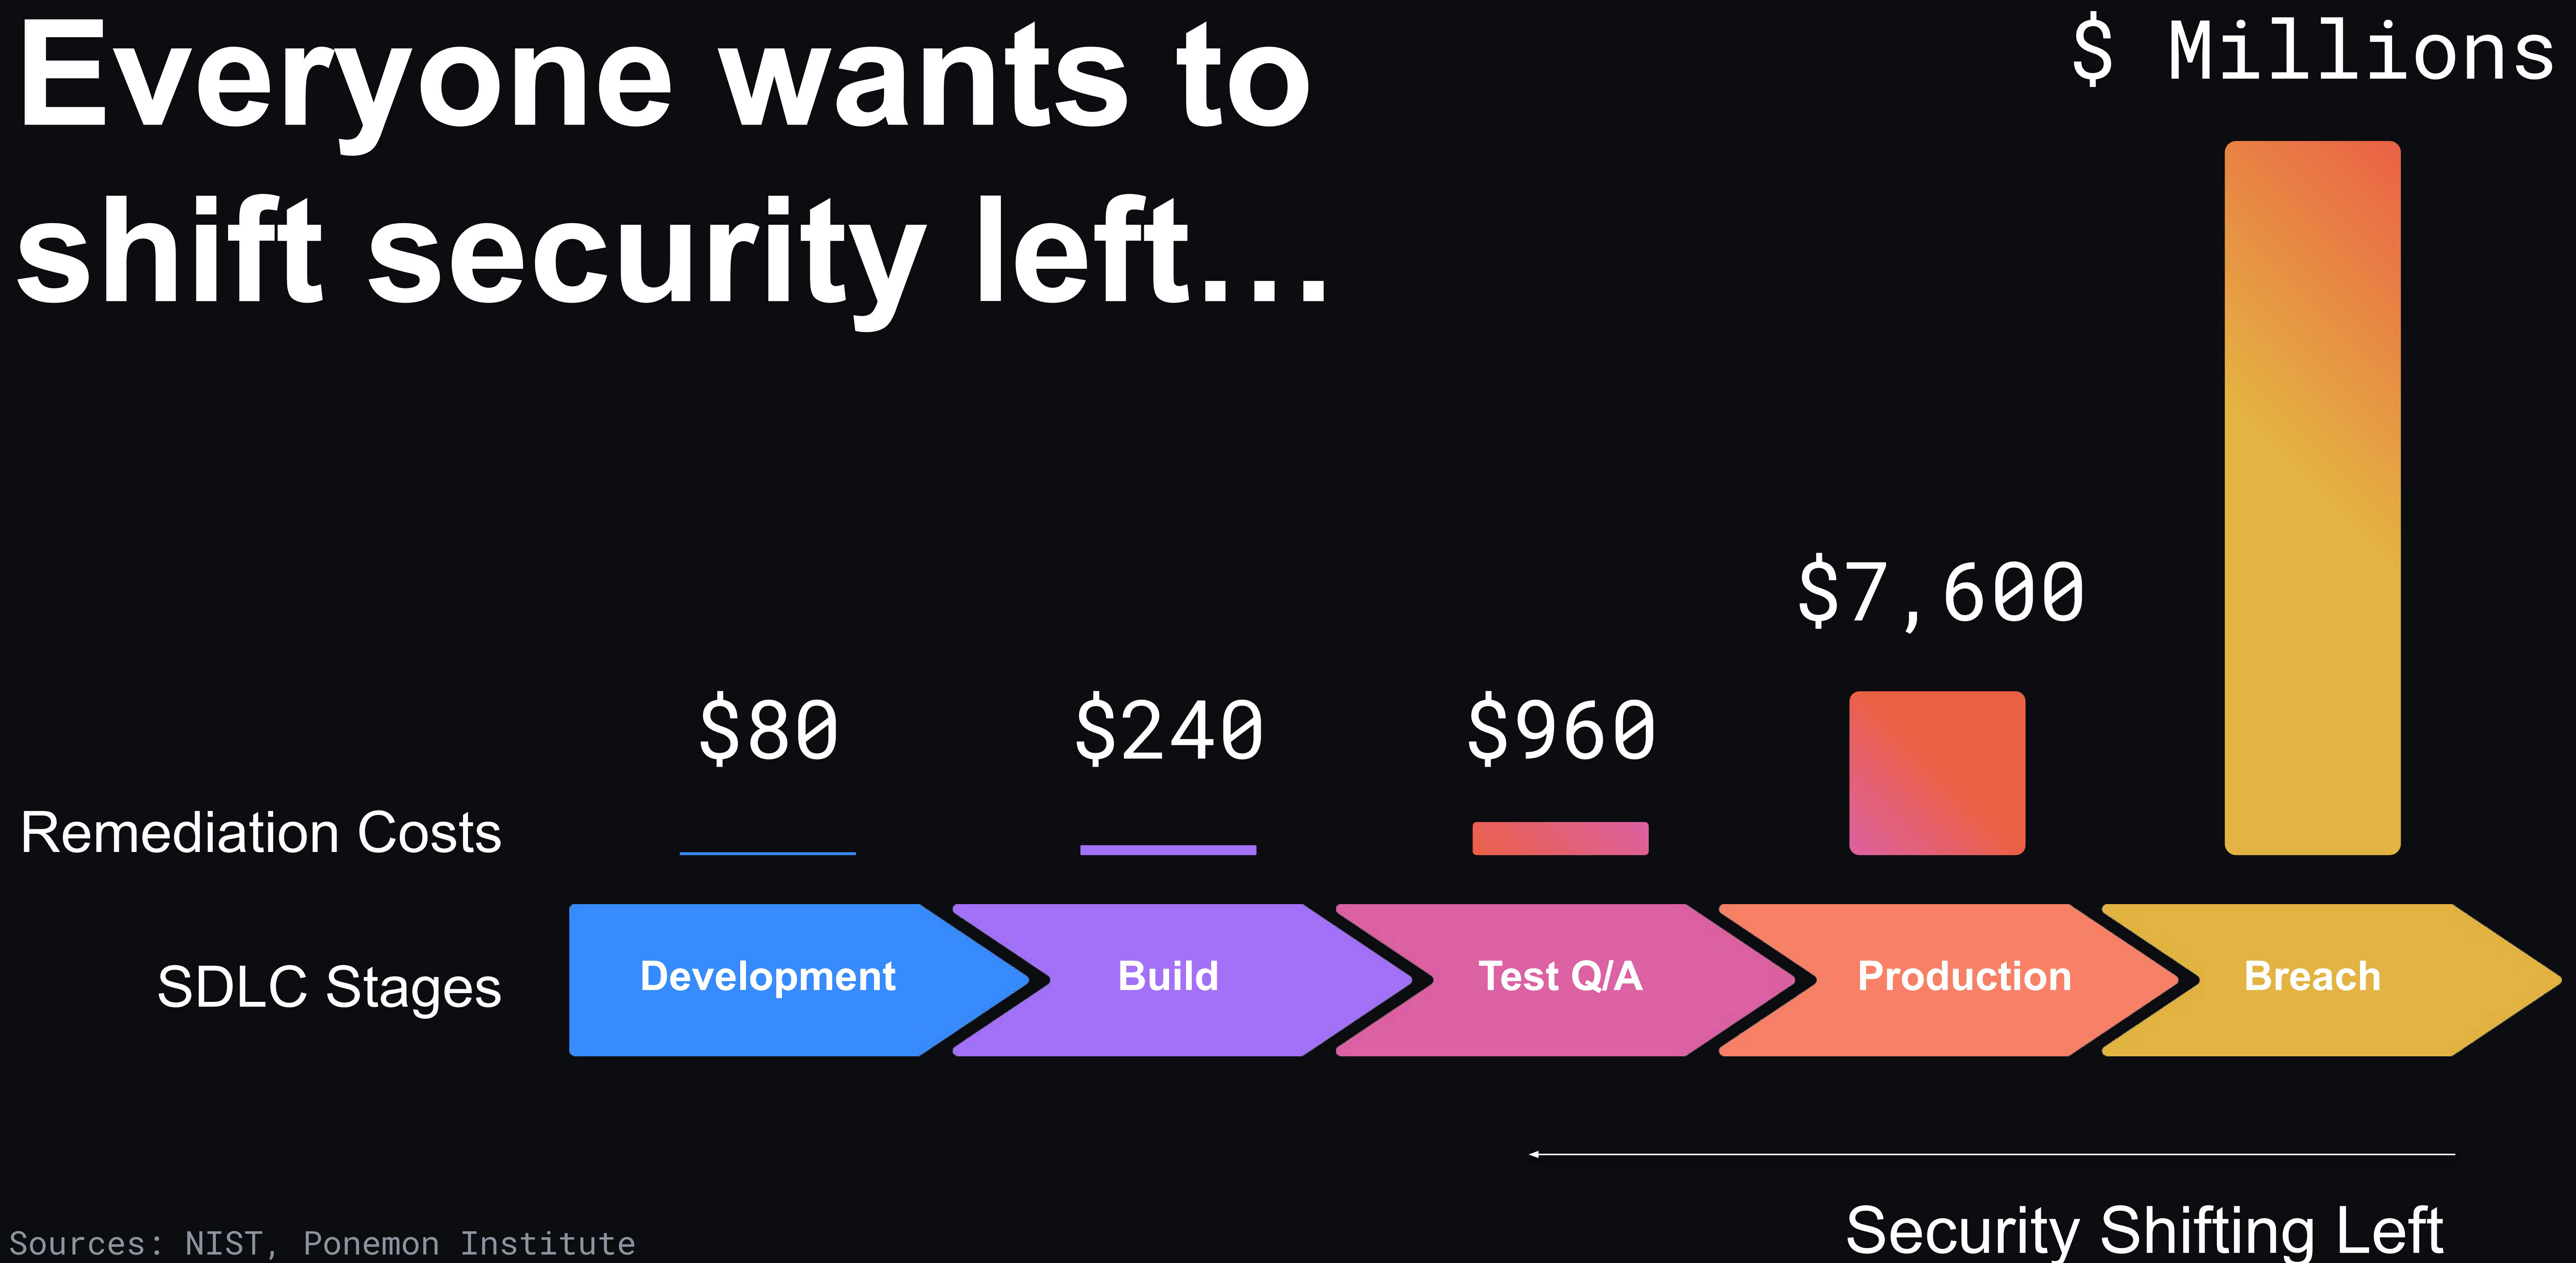 Everyone wants to
shift security left...
$ Millions
$7,600
$80
$240
$960
Remediation Costs
SDLC Stages
Development
Build
Test Q/A
Production
Breach
Security Shifting Left
Sources: NIST, Ponemon Institute